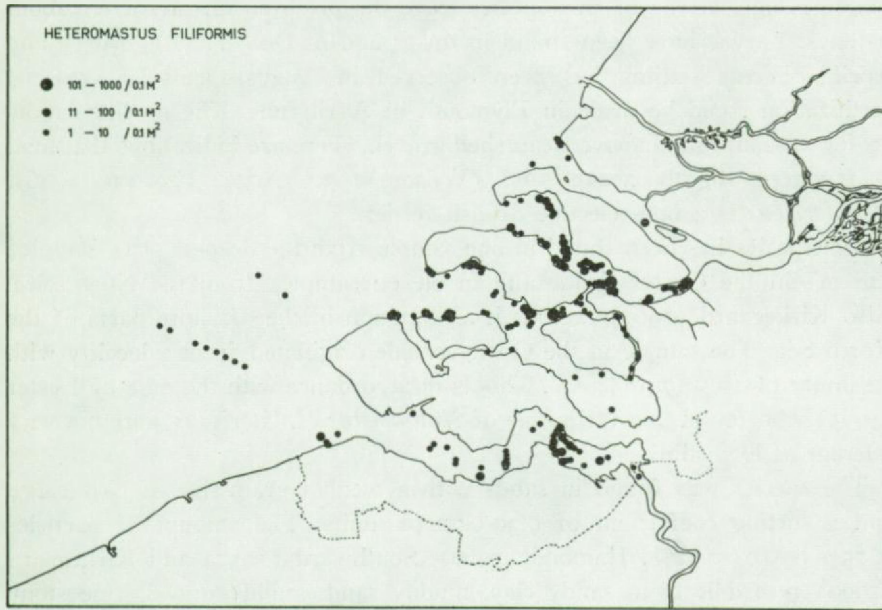 HETEROMASTUS FILIFORMIS
101 – 1000 / 0.1 M²
11 – 100 / 0.1 M²
1 – 10 / 0.1 M²